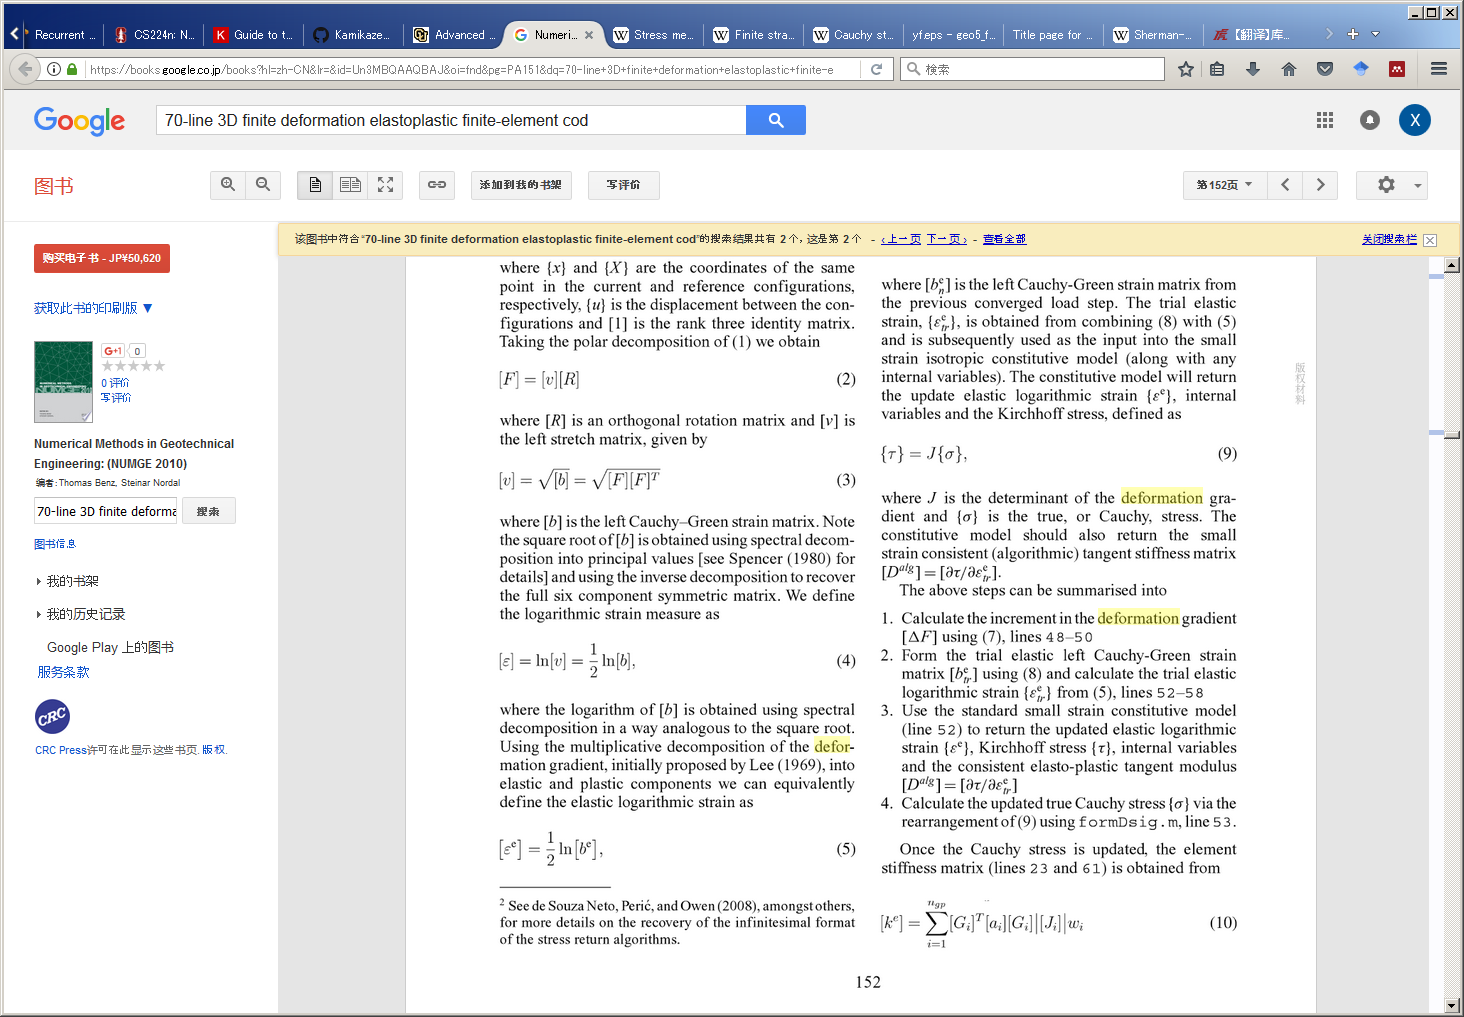 Recurrent ...
CS224n: N...
Guide to t...
Kamikaze...
Advanced ...
Numeri...
Stress me...
Finite stra...
Cauchy st...
yf.eps - geo5_f...
Title page for ...
Sherman-...
【翻译】库...
https://books.google.co.jp/books?hl=zh-CN&lr=&id=Un3MBQAAQBAJ&oi=fnd&pg=PA151&dq=70-line+3D+finite+deformation+elastoplastic+finite-e
検索
Google
70-line 3D finite deformation elastoplastic finite-element cod
X
图书
添加到我的书架
写评价
第152页
购买电子书 - JP¥50,620
获取此书的印刷版 ▼
G+1 0
0 评价
写评价
Numerical Methods in Geotechnical
Engineering: (NUMGE 2010)
编者:Thomas Benz, Steinar Nordal
70-line 3D finite deforma
搜索
图书信息
我的书架
我的历史记录
Google Play 上的图书
服务条款
CRC
CRC Press许可在此显示这些书页. 版权.
该图书中符合"70-line 3D finite deformation elastoplastic finite-element cod"的搜索结果共有 2 个，这是第 2 个 - ‹ 上一页 下一页 › - 查看全部
关闭搜索栏
where {x} and {X} are the coordinates of the same
point in the current and reference configurations,
respectively, {u} is the displacement between the con-
figurations and [1] is the rank three identity matrix.
Taking the polar decomposition of (1) we obtain
[F] = [v][R] (2)
where [R] is an orthogonal rotation matrix and [v] is
the left stretch matrix, given by
[v] = √[b] = √[F][F]^T (3)
where [b] is the left Cauchy–Green strain matrix. Note
the square root of [b] is obtained using spectral decom-
position into principal values [see Spencer (1980) for
details] and using the inverse decomposition to recover
the full six component symmetric matrix. We define
the logarithmic strain measure as
[ε] = ln[v] = 1/2 ln[b], (4)
where the logarithm of [b] is obtained using spectral
decomposition in a way analogous to the square root.
Using the multiplicative decomposition of the defor-
mation gradient, initially proposed by Lee (1969), into
elastic and plastic components we can equivalently
define the elastic logarithmic strain as
[ε^e] = 1/2 ln[b^e], (5)
2 See de Souza Neto, Perić, and Owen (2008), amongst others,
for more details on the recovery of the infinitesimal format
of the stress return algorithms.
where [b_n^e] is the left Cauchy-Green strain matrix from
the previous converged load step. The trial elastic
strain, {ε_tr^e}, is obtained from combining (8) with (5)
and is subsequently used as the input into the small
strain isotropic constitutive model (along with any
internal variables). The constitutive model will return
the update elastic logarithmic strain {ε^e}, internal
variables and the Kirchhoff stress, defined as
{τ} = J{σ}, (9)
where J is the determinant of the deformation gra-
dient and {σ} is the true, or Cauchy, stress. The
constitutive model should also return the small
strain consistent (algorithmic) tangent stiffness matrix
[D^alg] = [∂τ/∂ε_tr^e].
The above steps can be summarised into
1. Calculate the increment in the deformation gradient
[ΔF] using (7), lines 48–50
2. Form the trial elastic left Cauchy-Green strain
matrix [b_tr^e] using (8) and calculate the trial elastic
logarithmic strain {ε_tr^e} from (5), lines 52–58
3. Use the standard small strain constitutive model
(line 52) to return the updated elastic logarithmic
strain {ε^e}, Kirchhoff stress {τ}, internal variables
and the consistent elasto-plastic tangent modulus
[D^alg] = [∂τ/∂ε_tr^e]
4. Calculate the updated true Cauchy stress {σ} via the
rearrangement of (9) using formDsig.m, line 53.
Once the Cauchy stress is updated, the element
stiffness matrix (lines 23 and 61) is obtained from
[k^e] = ∑_{i=1}^{n_gp} [G_i]^T[a_i][G_i]|[J_i]|w_i (10)
152
版权材料